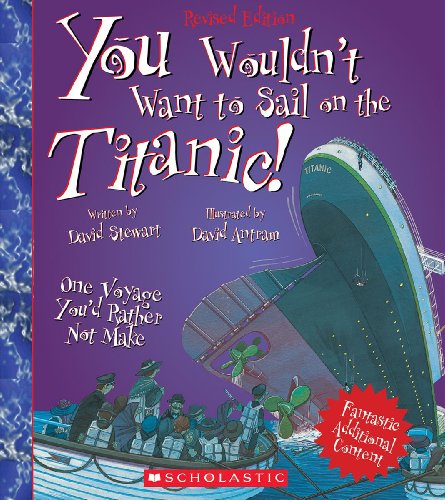 Revised Edition
You Wouldn't
Want to Sail on the
Titanic!
Written by
David Stewart
Illustrated by
David Antram
TITANIC
One Voyage
You'd Rather
Not Make
Fantastic
Additional
Content
SCHOLASTIC